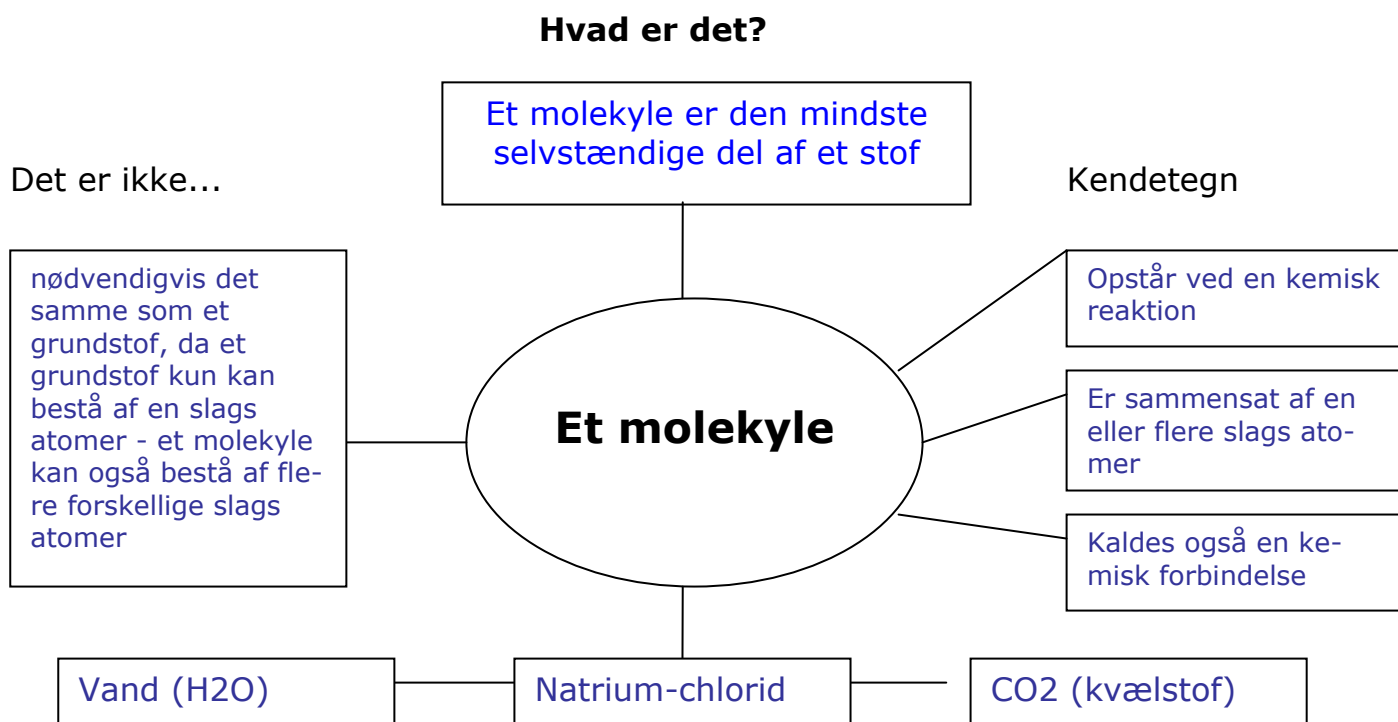 Hvad er det?
Et molekyle er den mindste
selvstændige del af et stof
Det er ikke...
Kendetegn
nødvendigvis det
samme som et
grundstof, da et
grundstof kun kan
bestå af en slags
atomer - et molekyle
kan også bestå af fle-
re forskellige slags
atomer
Et molekyle
Opstår ved en kemisk
reaktion
Er sammensat af en
eller flere slags ato-
mer
Kaldes også en ke-
misk forbindelse
Vand (H2O)
Natrium-chlorid
CO2 (kvælstof)